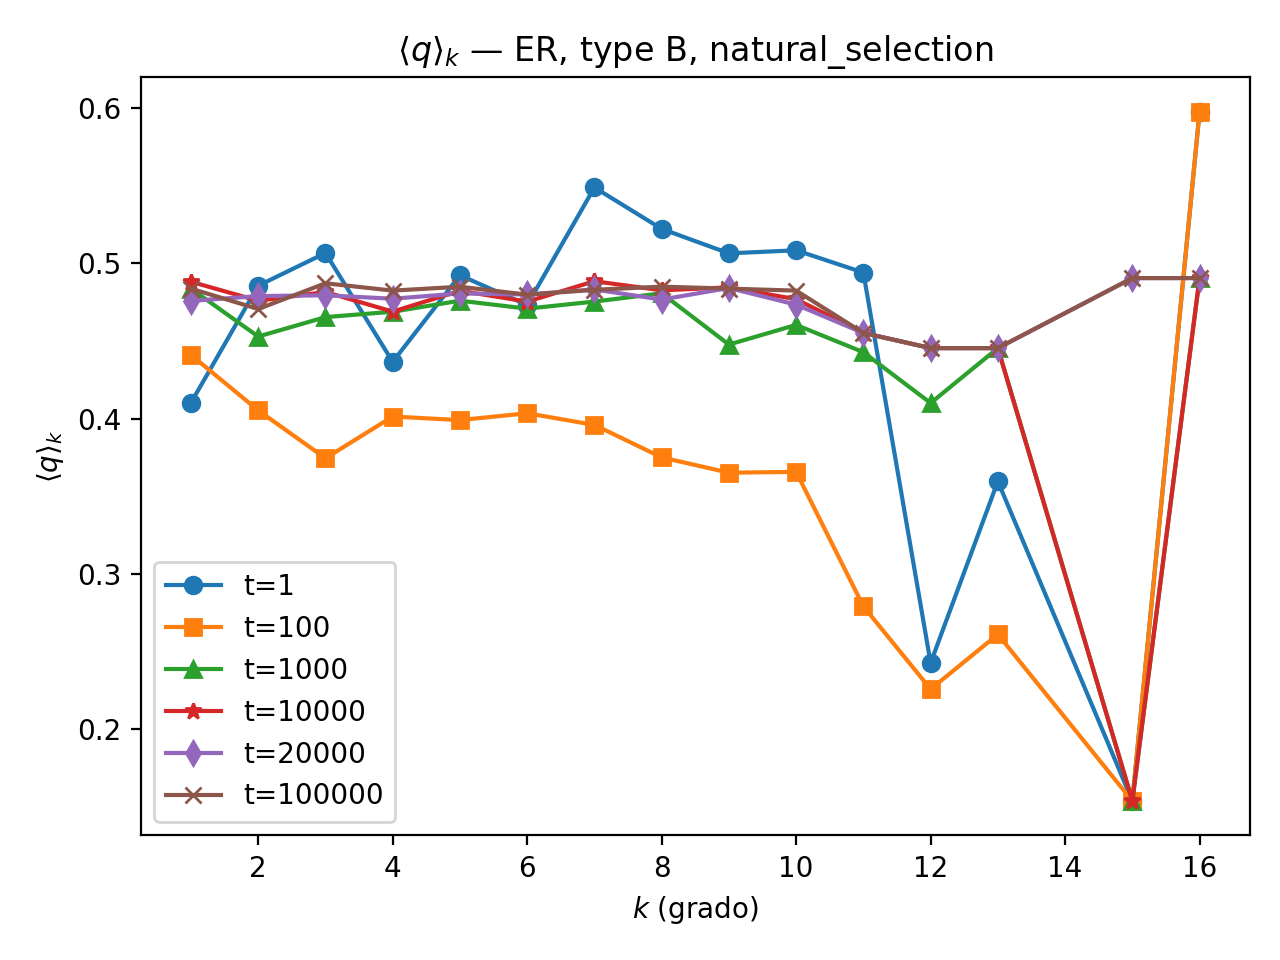 ⟨q⟩k — ER, type B, natural_selection
0.6
0.5
0.4
0.3
0.2
⟨q⟩k
t=1
t=100
t=1000
t=10000
t=20000
t=100000
2 4 6 8 10 12 14 16
k (grado)